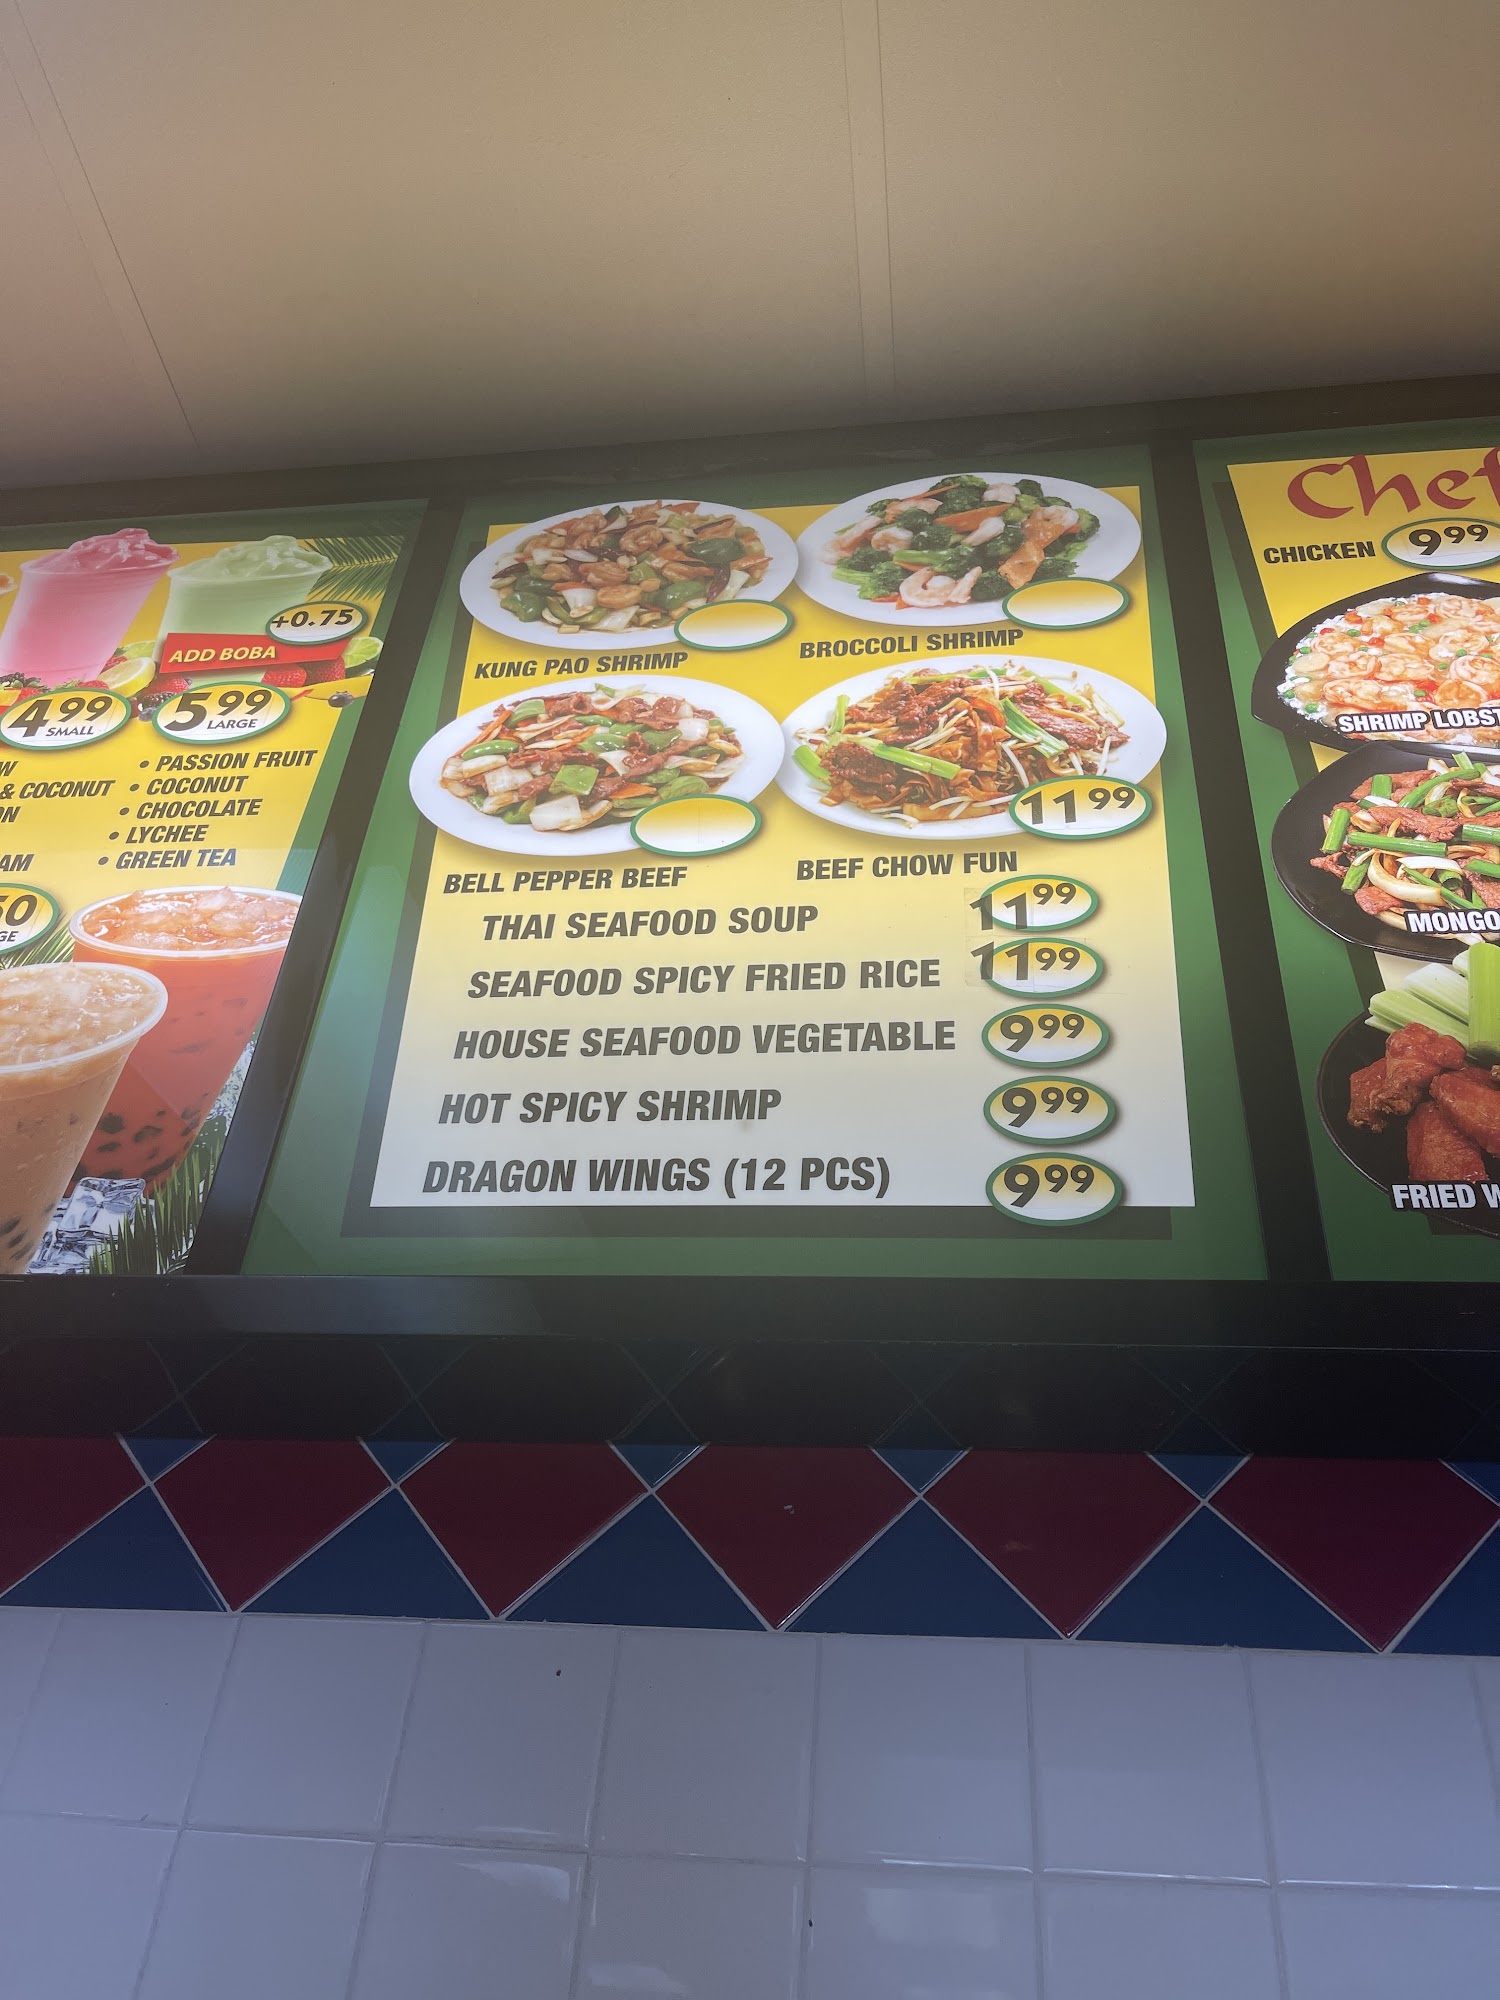 +0.75
ADD BOBA
4.99 SMALL
5.99 LARGE
• PASSION FRUIT
& COCONUT
• COCONUT
• CHOCOLATE
• LYCHEE
• GREEN TEA
KUNG PAO SHRIMP
BROCCOLI SHRIMP
BELL PEPPER BEEF
11 99
BEEF CHOW FUN
THAI SEAFOOD SOUP 11 99
SEAFOOD SPICY FRIED RICE 11 99
HOUSE SEAFOOD VEGETABLE 9 99
HOT SPICY SHRIMP 9 99
DRAGON WINGS (12 PCS) 9 99
Chef
CHICKEN 9 99
SHRIMP LOBST
MONGO
FRIED W